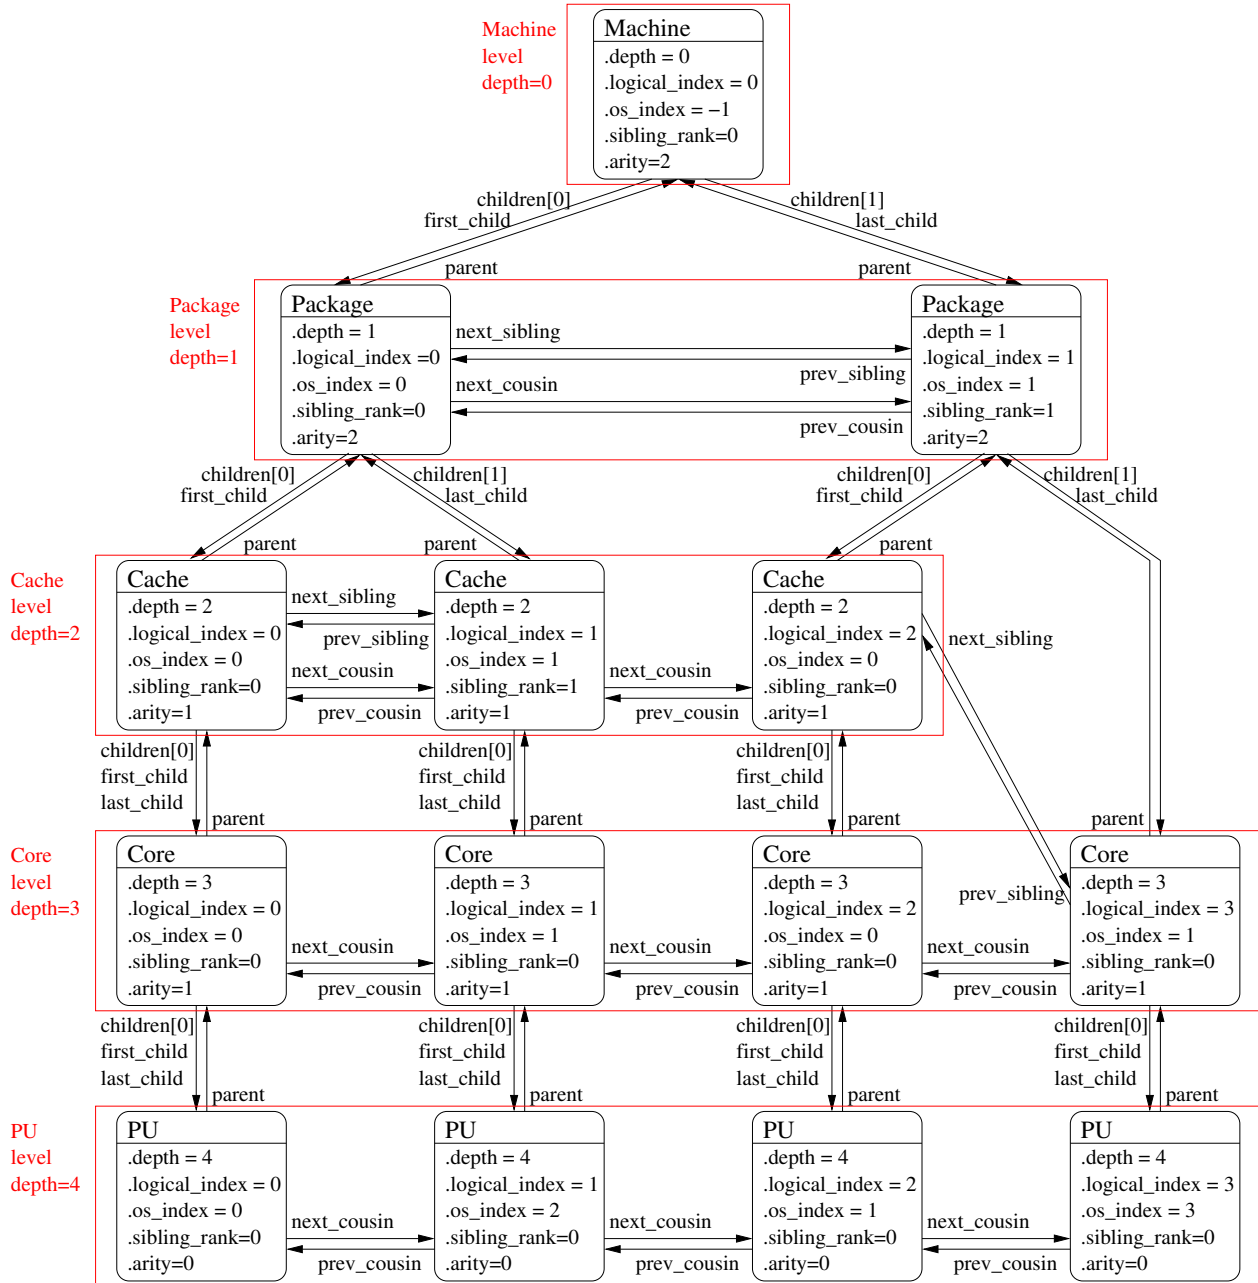 Machine
level
depth=0
Machine
.depth = 0
.logical_index = 0
.os_index = −1
.sibling_rank=0
.arity=2
children[0]
first_child
children[1]
last_child
parent
parent
Package
level
depth=1
Package
.depth = 1
.logical_index =0
.os_index = 0
.sibling_rank=0
.arity=2
next_sibling
prev_sibling
next_cousin
prev_cousin
Package
.depth = 1
.logical_index = 1
.os_index = 1
.sibling_rank=1
.arity=2
children[0]
first_child
children[1]
last_child
children[0]
first_child
children[1]
last_child
parent
parent
parent
Cache
level
depth=2
Cache
.depth = 2
.logical_index = 0
.os_index = 0
.sibling_rank=0
.arity=1
next_sibling
prev_sibling
next_cousin
prev_cousin
Cache
.depth = 2
.logical_index = 1
.os_index = 1
.sibling_rank=1
.arity=1
next_cousin
prev_cousin
Cache
.depth = 2
.logical_index = 2
.os_index = 0
.sibling_rank=0
.arity=1
next_sibling
children[0]
first_child
last_child
parent
children[0]
first_child
last_child
parent
children[0]
first_child
last_child
parent
parent
Core
level
depth=3
Core
.depth = 3
.logical_index = 0
.os_index = 0
.sibling_rank=0
.arity=1
next_cousin
prev_cousin
Core
.depth = 3
.logical_index = 1
.os_index = 1
.sibling_rank=0
.arity=1
next_cousin
prev_cousin
Core
.depth = 3
.logical_index = 2
.os_index = 0
.sibling_rank=0
.arity=1
prev_sibling
next_cousin
prev_cousin
Core
.depth = 3
.logical_index = 3
.os_index = 1
.sibling_rank=0
.arity=1
children[0]
first_child
last_child
parent
children[0]
first_child
last_child
parent
children[0]
first_child
last_child
parent
children[0]
first_child
last_child
parent
PU
level
depth=4
PU
.depth = 4
.logical_index = 0
.os_index = 0
.sibling_rank=0
.arity=0
next_cousin
prev_cousin
PU
.depth = 4
.logical_index = 1
.os_index = 2
.sibling_rank=0
.arity=0
next_cousin
prev_cousin
PU
.depth = 4
.logical_index = 2
.os_index = 1
.sibling_rank=0
.arity=0
next_cousin
prev_cousin
PU
.depth = 4
.logical_index = 3
.os_index = 3
.sibling_rank=0
.arity=0